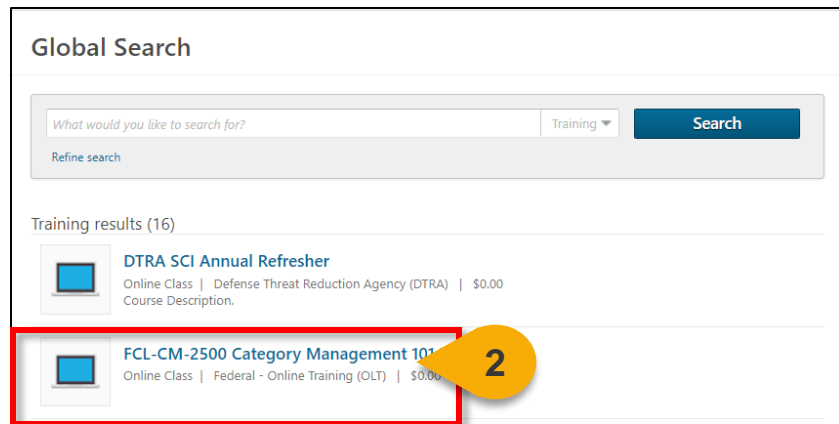 Global Search
What would you like to search for?
Training
Search
Refine search
Training results (16)
DTRA SCI Annual Refresher
Online Class | Defense Threat Reduction Agency (DTRA) | $0.00
Course Description.
FCL-CM-2500 Category Management 101
Online Class | Federal - Online Training (OLT) | $0.00
2